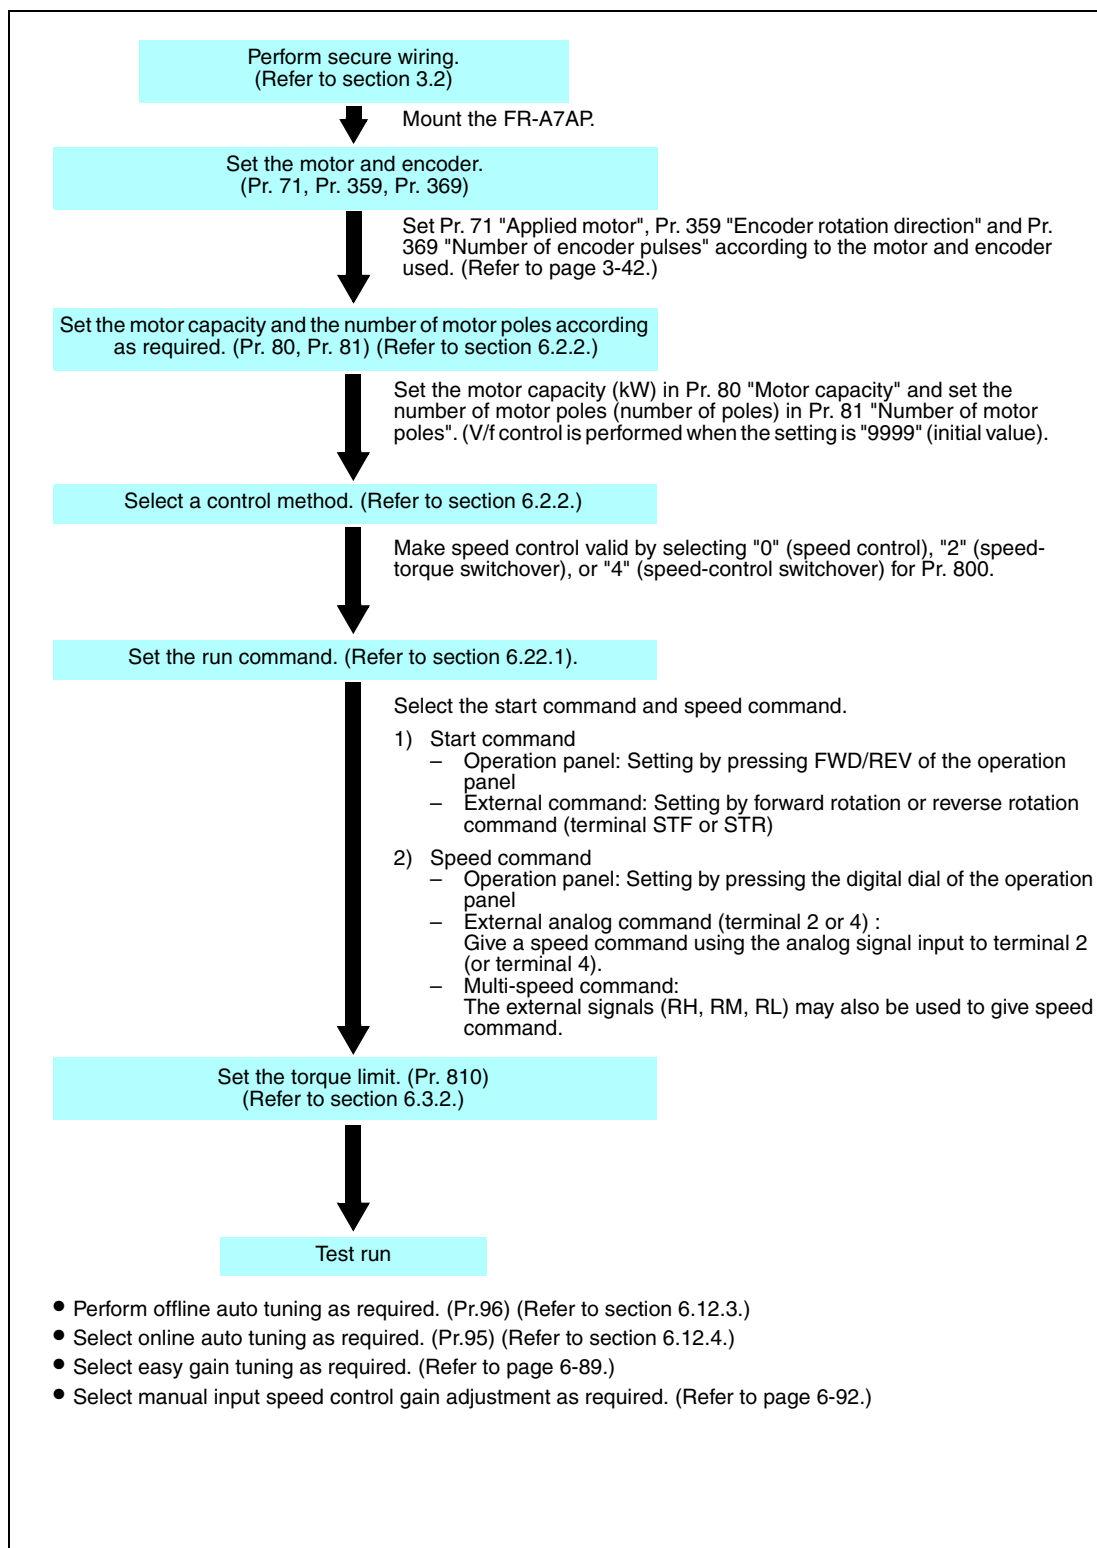 Perform secure wiring.
(Refer to section 3.2)
Mount the FR-A7AP.
Set the motor and encoder.
(Pr. 71, Pr. 359, Pr. 369)
Set Pr. 71 "Applied motor", Pr. 359 "Encoder rotation direction" and Pr.
369 "Number of encoder pulses" according to the motor and encoder
used. (Refer to page 3-42.)
Set the motor capacity and the number of motor poles according
as required. (Pr. 80, Pr. 81) (Refer to section 6.2.2.)
Set the motor capacity (kW) in Pr. 80 "Motor capacity" and set the
number of motor poles (number of poles) in Pr. 81 "Number of motor
poles". (V/f control is performed when the setting is "9999" (initial value).
Select a control method. (Refer to section 6.2.2.)
Make speed control valid by selecting "0" (speed control), "2" (speed-
torque switchover), or "4" (speed-control switchover) for Pr. 800.
Set the run command. (Refer to section 6.22.1).
Select the start command and speed command.
1) Start command
– Operation panel: Setting by pressing FWD/REV of the operation
panel
– External command: Setting by forward rotation or reverse rotation
command (terminal STF or STR)
2) Speed command
– Operation panel: Setting by pressing the digital dial of the operation
panel
– External analog command (terminal 2 or 4) :
Give a speed command using the analog signal input to terminal 2
(or terminal 4).
– Multi-speed command:
The external signals (RH, RM, RL) may also be used to give speed
command.
Set the torque limit. (Pr. 810)
(Refer to section 6.3.2.)
Test run
● Perform offline auto tuning as required. (Pr.96) (Refer to section 6.12.3.)
● Select online auto tuning as required. (Pr.95) (Refer to section 6.12.4.)
● Select easy gain tuning as required. (Refer to page 6-89.)
● Select manual input speed control gain adjustment as required. (Refer to page 6-92.)